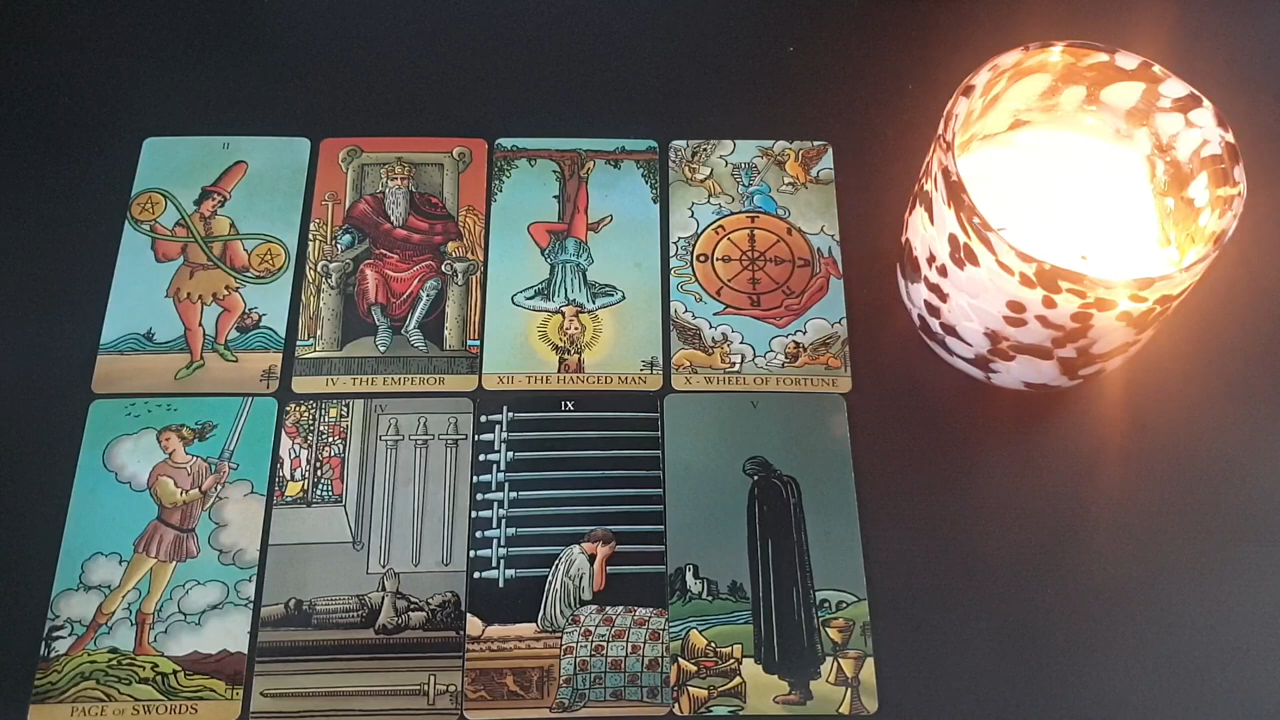 II
IV - THE EMPEROR
XII - THE HANGED MAN
X - WHEEL OF FORTUNE
PAGE OF SWORDS
IV
IX
V